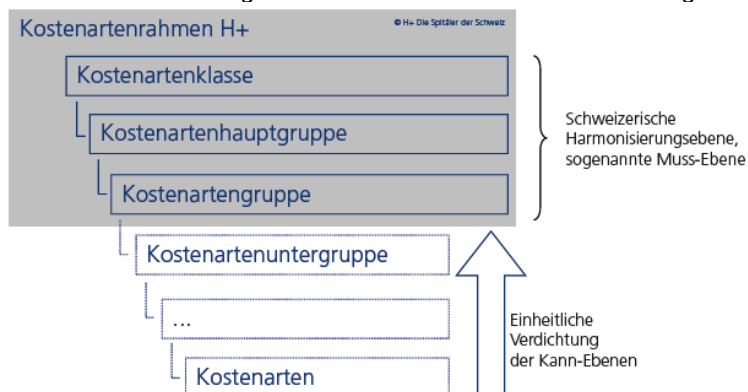 Kostenartenrahmen H+
© H+ Die Spitäler der Schweiz
Kostenartenklasse
Kostenartenhauptgruppe
Kostenartengruppe
Schweizerische
Harmonisierungsebene,
sogenannte Muss-Ebene
Kostenartenuntergruppe
...
Kostenarten
Einheitliche
Verdichtung
der Kann-Ebenen